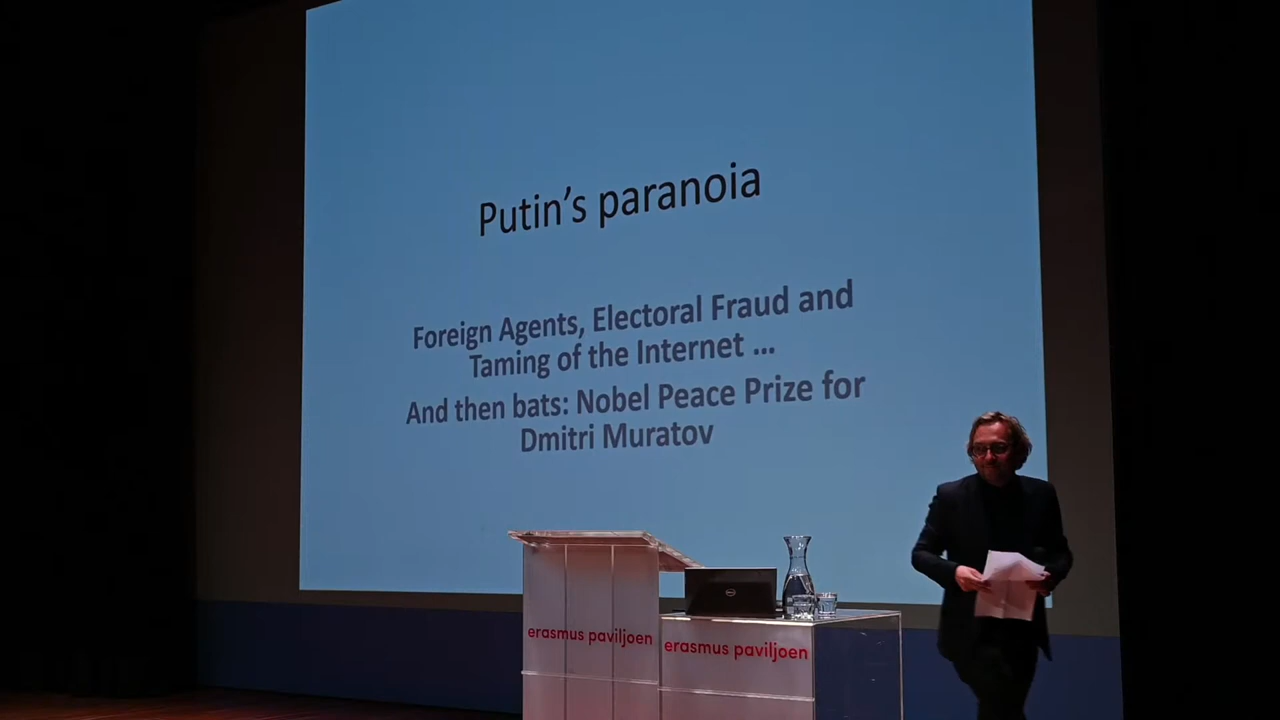 Putin's paranoia
Foreign Agents, Electoral Fraud and
Taming of the Internet ...
And then bats: Nobel Peace Prize for
Dmitri Muratov
DELL
erasmus paviljoen
erasmus paviljoen